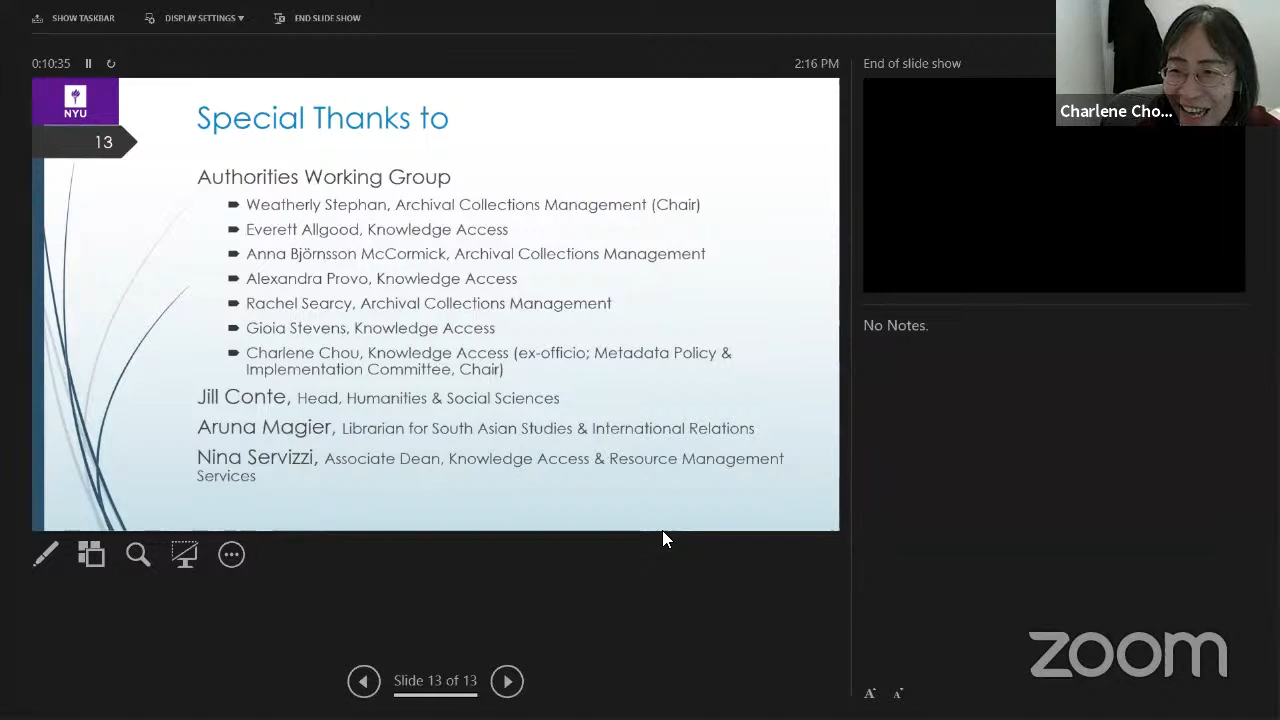 SHOW TASKBAR
DISPLAY SETTINGS ▼
END SLIDE SHOW
0:10:35
2:16 PM
End of slide show
NYU
13
Special Thanks to
Authorities Working Group
Weatherly Stephan, Archival Collections Management (Chair)
Everett Allgood, Knowledge Access
Anna Björnsson McCormick, Archival Collections Management
Alexandra Provo, Knowledge Access
Rachel Searcy, Archival Collections Management
Gioia Stevens, Knowledge Access
Charlene Chou, Knowledge Access (ex-officio; Metadata Policy &
Implementation Committee, Chair)
Jill Conte, Head, Humanities & Social Sciences
Aruna Magier, Librarian for South Asian Studies & International Relations
Nina Servizzi, Associate Dean, Knowledge Access & Resource Management
Services
Charlene Cho...
No Notes.
Slide 13 of 13
A A
zoom